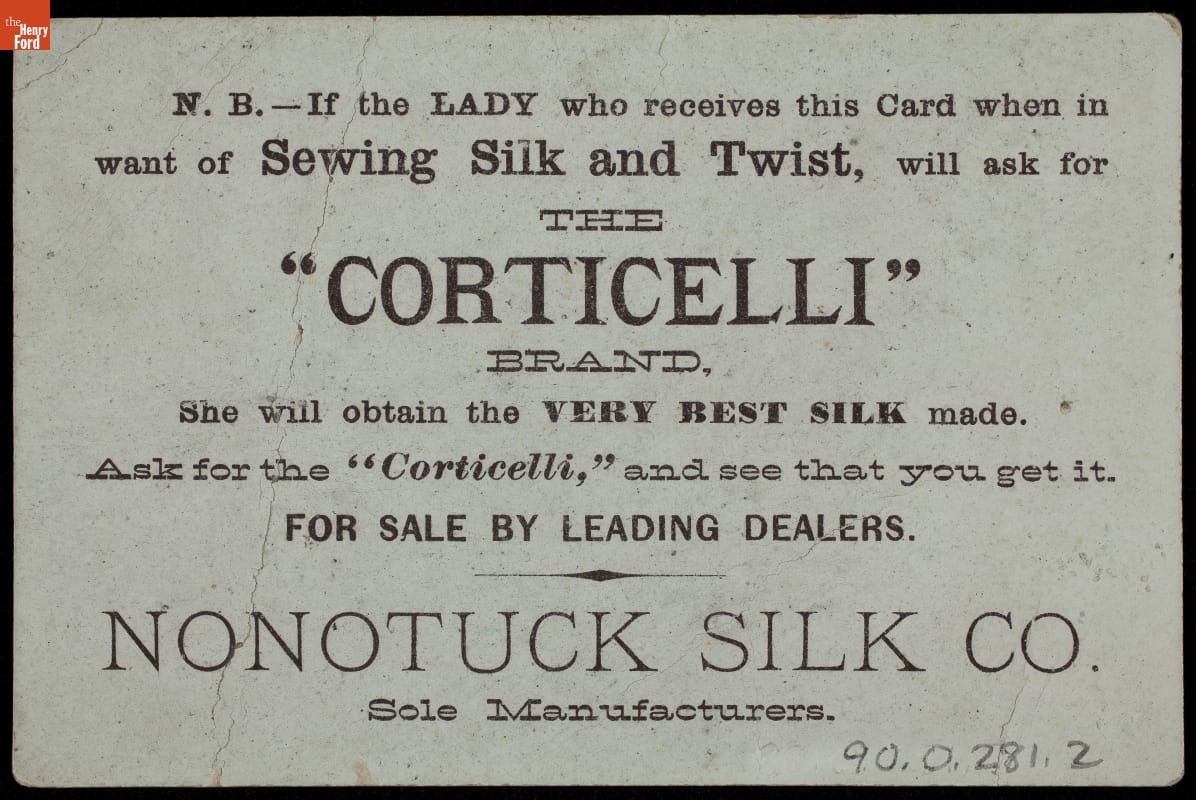 the
Henry
Ford
N. B.—If the LADY who receives this Card when in
want of Sewing Silk and Twist, will ask for
THE
“CORTICELLI”
BRAND,
She will obtain the VERY BEST SILK made.
Ask for the “Corticelli,” and see that you get it.
FOR SALE BY LEADING DEALERS.
NONOTUCK SILK CO.
Sole Manufacturers.
90.0.281.2